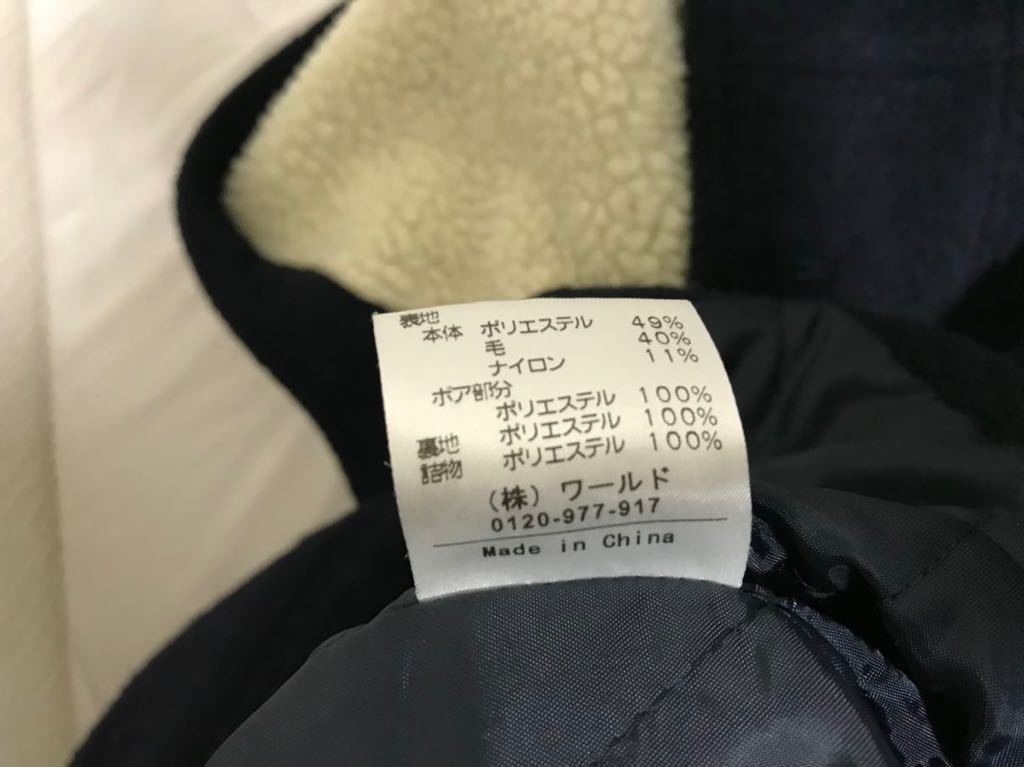 表地
本体 ポリエステル 49%
毛 40%
ナイロン 11%
ボア部分
ポリエステル 100%
裏地 ポリエステル 100%
詰物 ポリエステル 100%
(株) ワールド
0120-977-917
Made in China